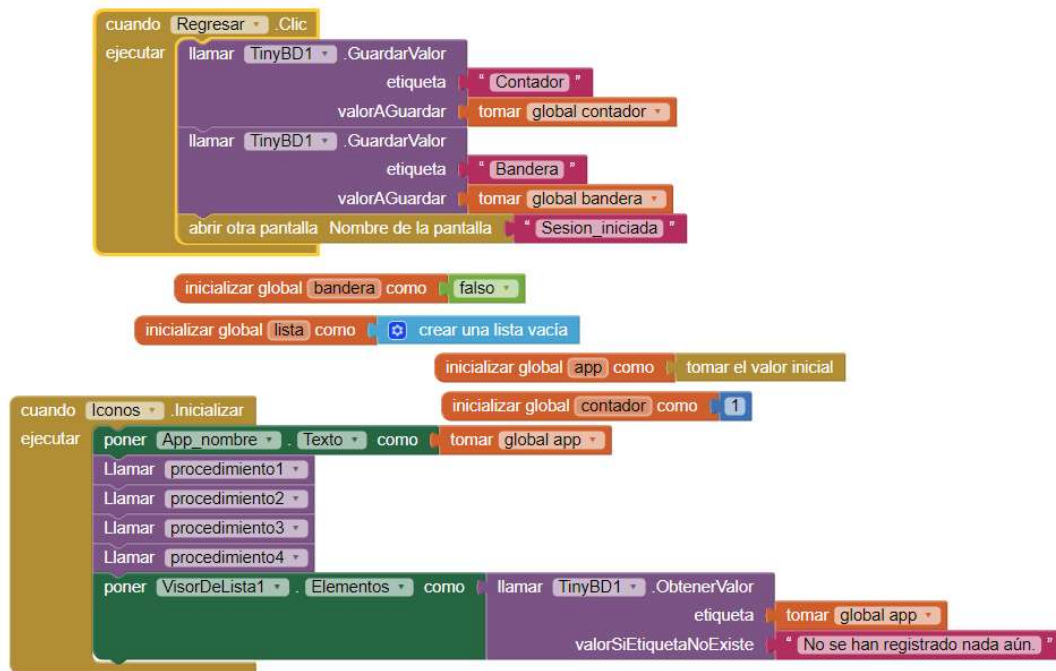 cuando Regresar .Clic
ejecutar llamar TinyBD1 .GuardarValor
etiqueta " Contador "
valorAGuardar tomar global contador
llamar TinyBD1 .GuardarValor
etiqueta " Bandera "
valorAGuardar tomar global bandera
abrir otra pantalla Nombre de la pantalla " Sesion_iniciada "
inicializar global bandera como falso
inicializar global lista como crear una lista vacía
inicializar global app como tomar el valor inicial
inicializar global contador como 1
cuando Iconos .Inicializar
ejecutar poner App_nombre . Texto como tomar global app
Llamar procedimiento1
Llamar procedimiento2
Llamar procedimiento3
Llamar procedimiento4
poner VisorDeLista1 . Elementos como llamar TinyBD1 .ObtenerValor
etiqueta tomar global app
valorSiEtiquetaNoExiste " No se han registrado nada aún. "